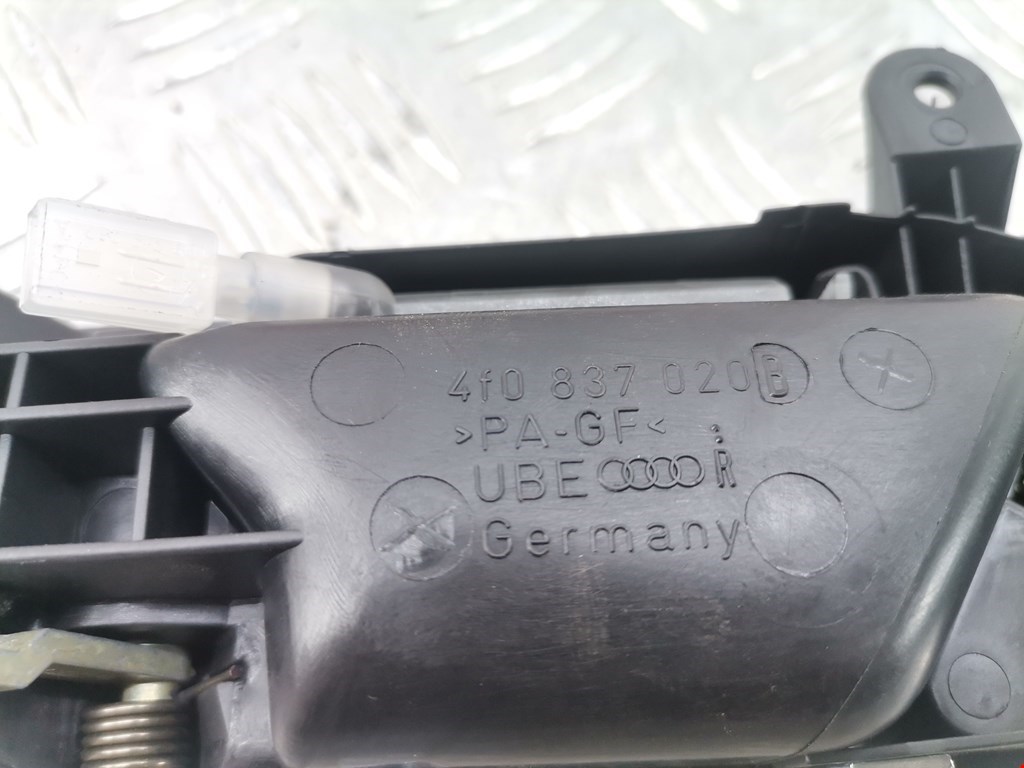 4f0 837 020 B
>PA-GF<
UBE R
Germany